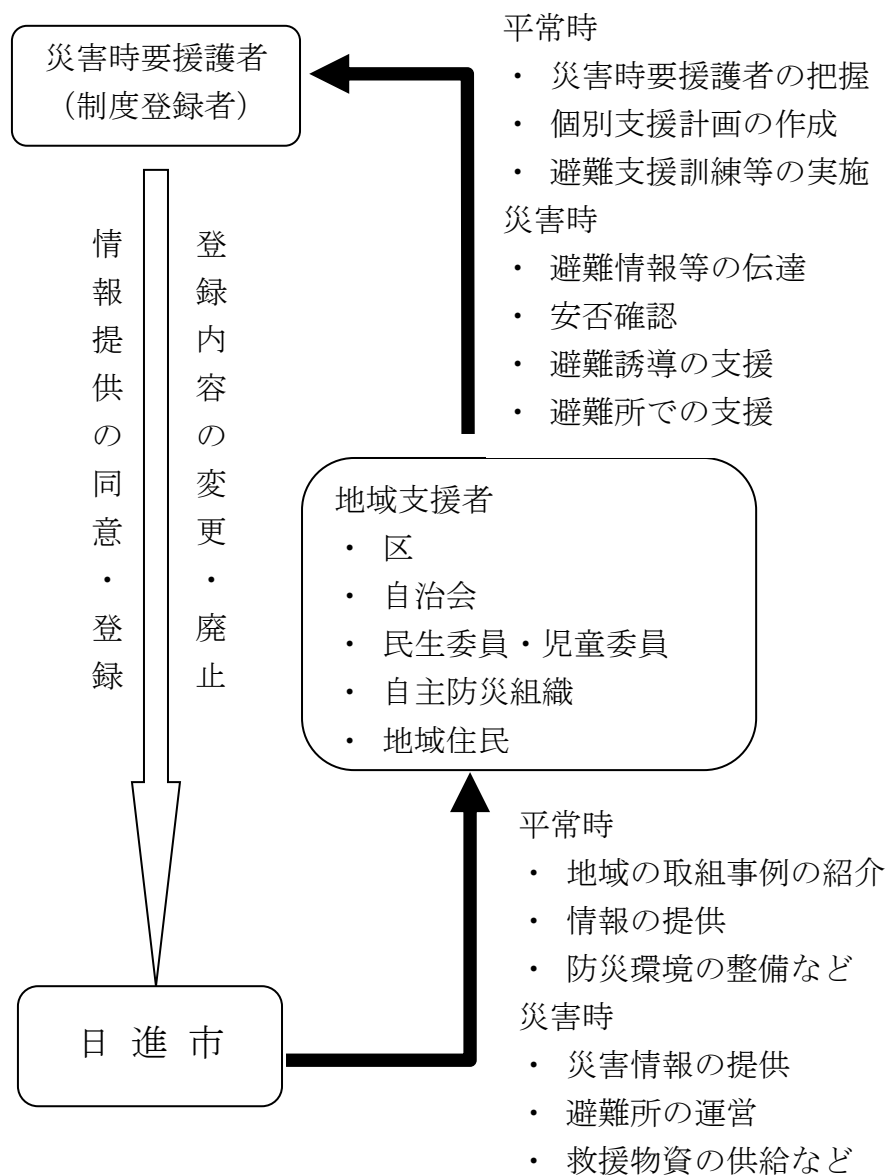 災害時要援護者
（制度登録者）
平常時
・ 災害時要援護者の把握
・ 個別支援計画の作成
・ 避難支援訓練等の実施
災害時
・ 避難情報等の伝達
・ 安否確認
・ 避難誘導の支援
・ 避難所での支援
登録内容の変更・廃止
情報提供の同意・登録
地域支援者
・ 区
・ 自治会
・ 民生委員・児童委員
・ 自主防災組織
・ 地域住民
平常時
・ 地域の取組事例の紹介
・ 情報の提供
・ 防災環境の整備など
災害時
・ 災害情報の提供
・ 避難所の運営
・ 救援物資の供給など
日進市